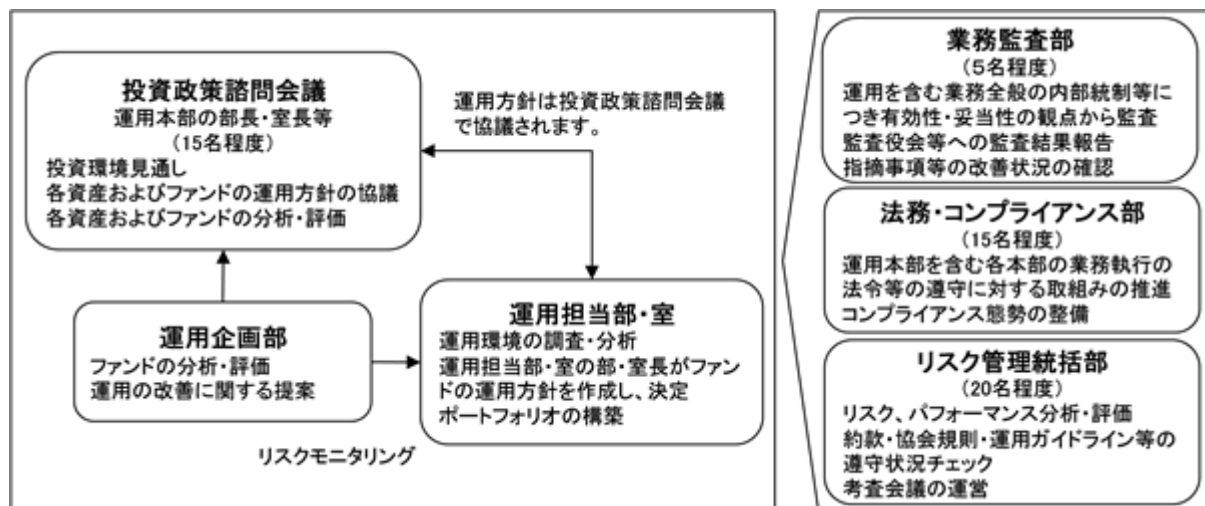 投資政策諮問会議
運用本部の部長・室長等
(15名程度)
投資環境見通し
各資産およびファンドの運用方針の協議
各資産およびファンドの分析・評価
運用方針は投資政策諮問会議
で協議されます。
運用企画部
ファンドの分析・評価
運用の改善に関する提案
運用担当部・室
運用環境の調査・分析
運用担当部・室の部・室長がファン
ドの運用方針を作成し、決定
ポートフォリオの構築
リスクモニタリング
業務監査部
(5名程度)
運用を含む業務全般の内部統制等に
つき有効性・妥当性の観点から監査
監査役会等への監査結果報告
指摘事項等の改善状況の確認
法務・コンプライアンス部
(15名程度)
運用本部を含む各本部の業務執行の
法令等の遵守に対する取組みの推進
コンプライアンス態勢の整備
リスク管理統括部
(20名程度)
リスク、パフォーマンス分析・評価
約款・協会規則・運用ガイドライン等の
遵守状況チェック
考査会議の運営